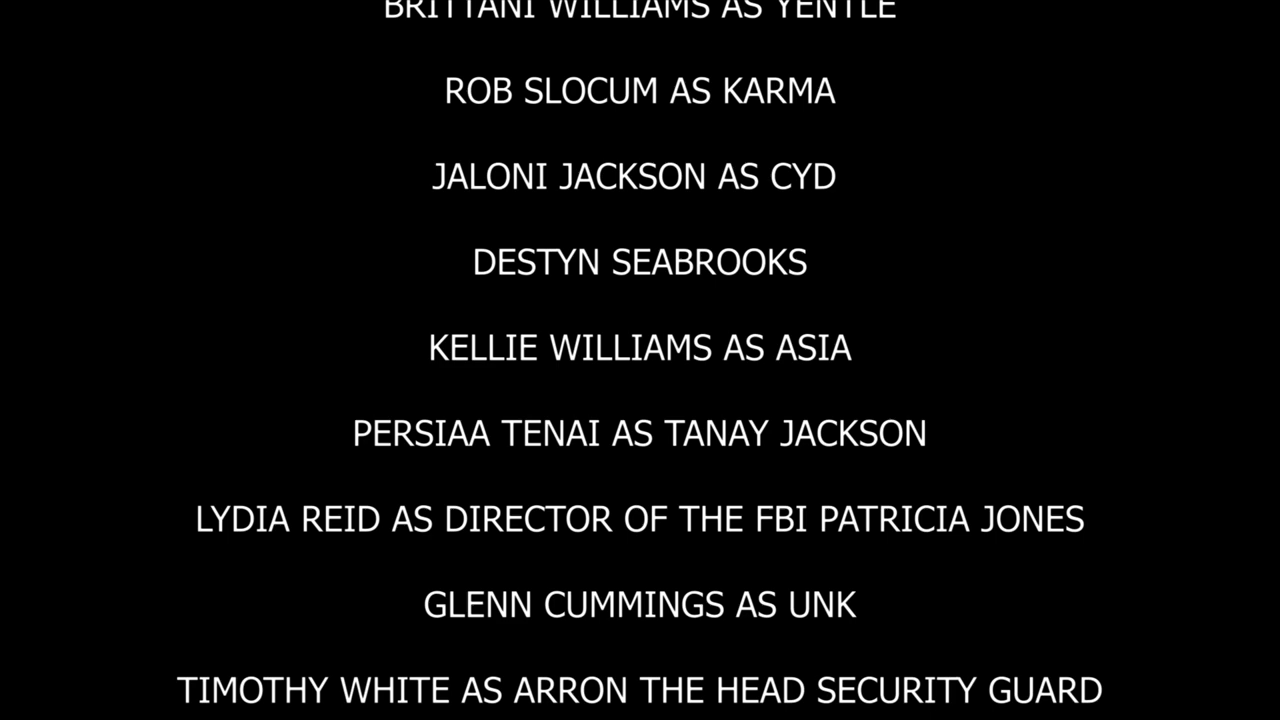 BRITTANI WILLIAMS AS YENTLE
ROB SLOCUM AS KARMA
JALONI JACKSON AS CYD
DESTYN SEABROOKS
KELLIE WILLIAMS AS ASIA
PERSIAA TENAI AS TANAY JACKSON
LYDIA REID AS DIRECTOR OF THE FBI PATRICIA JONES
GLENN CUMMINGS AS UNK
TIMOTHY WHITE AS ARRON THE HEAD SECURITY GUARD